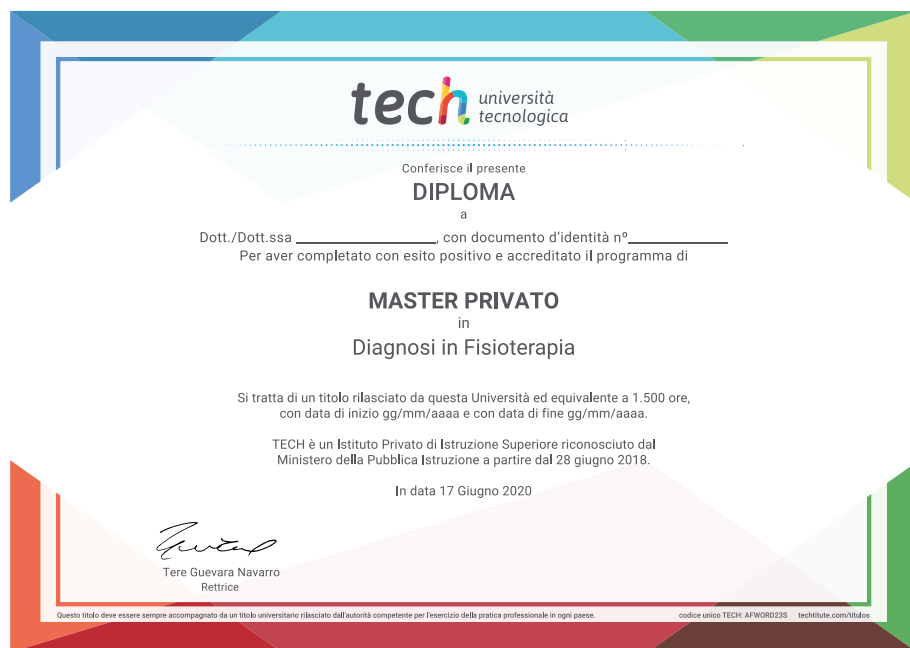 tech università
tecnologica
Conferisce il presente
DIPLOMA
a
Dott./Dott.ssa ________________, con documento d'identità nº____________
Per aver completato con esito positivo e accreditato il programma di
MASTER PRIVATO
in
Diagnosi in Fisioterapia
Si tratta di un titolo rilasciato da questa Università ed equivalente a 1.500 ore,
con data di inizio gg/mm/aaaa e con data di fine gg/mm/aaaa.
TECH è un Istituto Privato di Istruzione Superiore riconosciuto dal
Ministero della Pubblica Istruzione a partire dal 28 giugno 2018.
In data 17 Giugno 2020
Tere Guevara Navarro
Rettrice
Questo titolo deve essere sempre accompagnato da un titolo universitario rilasciato dall'autorità competente per l'esercizio della pratica professionale in ogni paese.
codice unico TECH: AFWORD23S techtitute.com/títulos